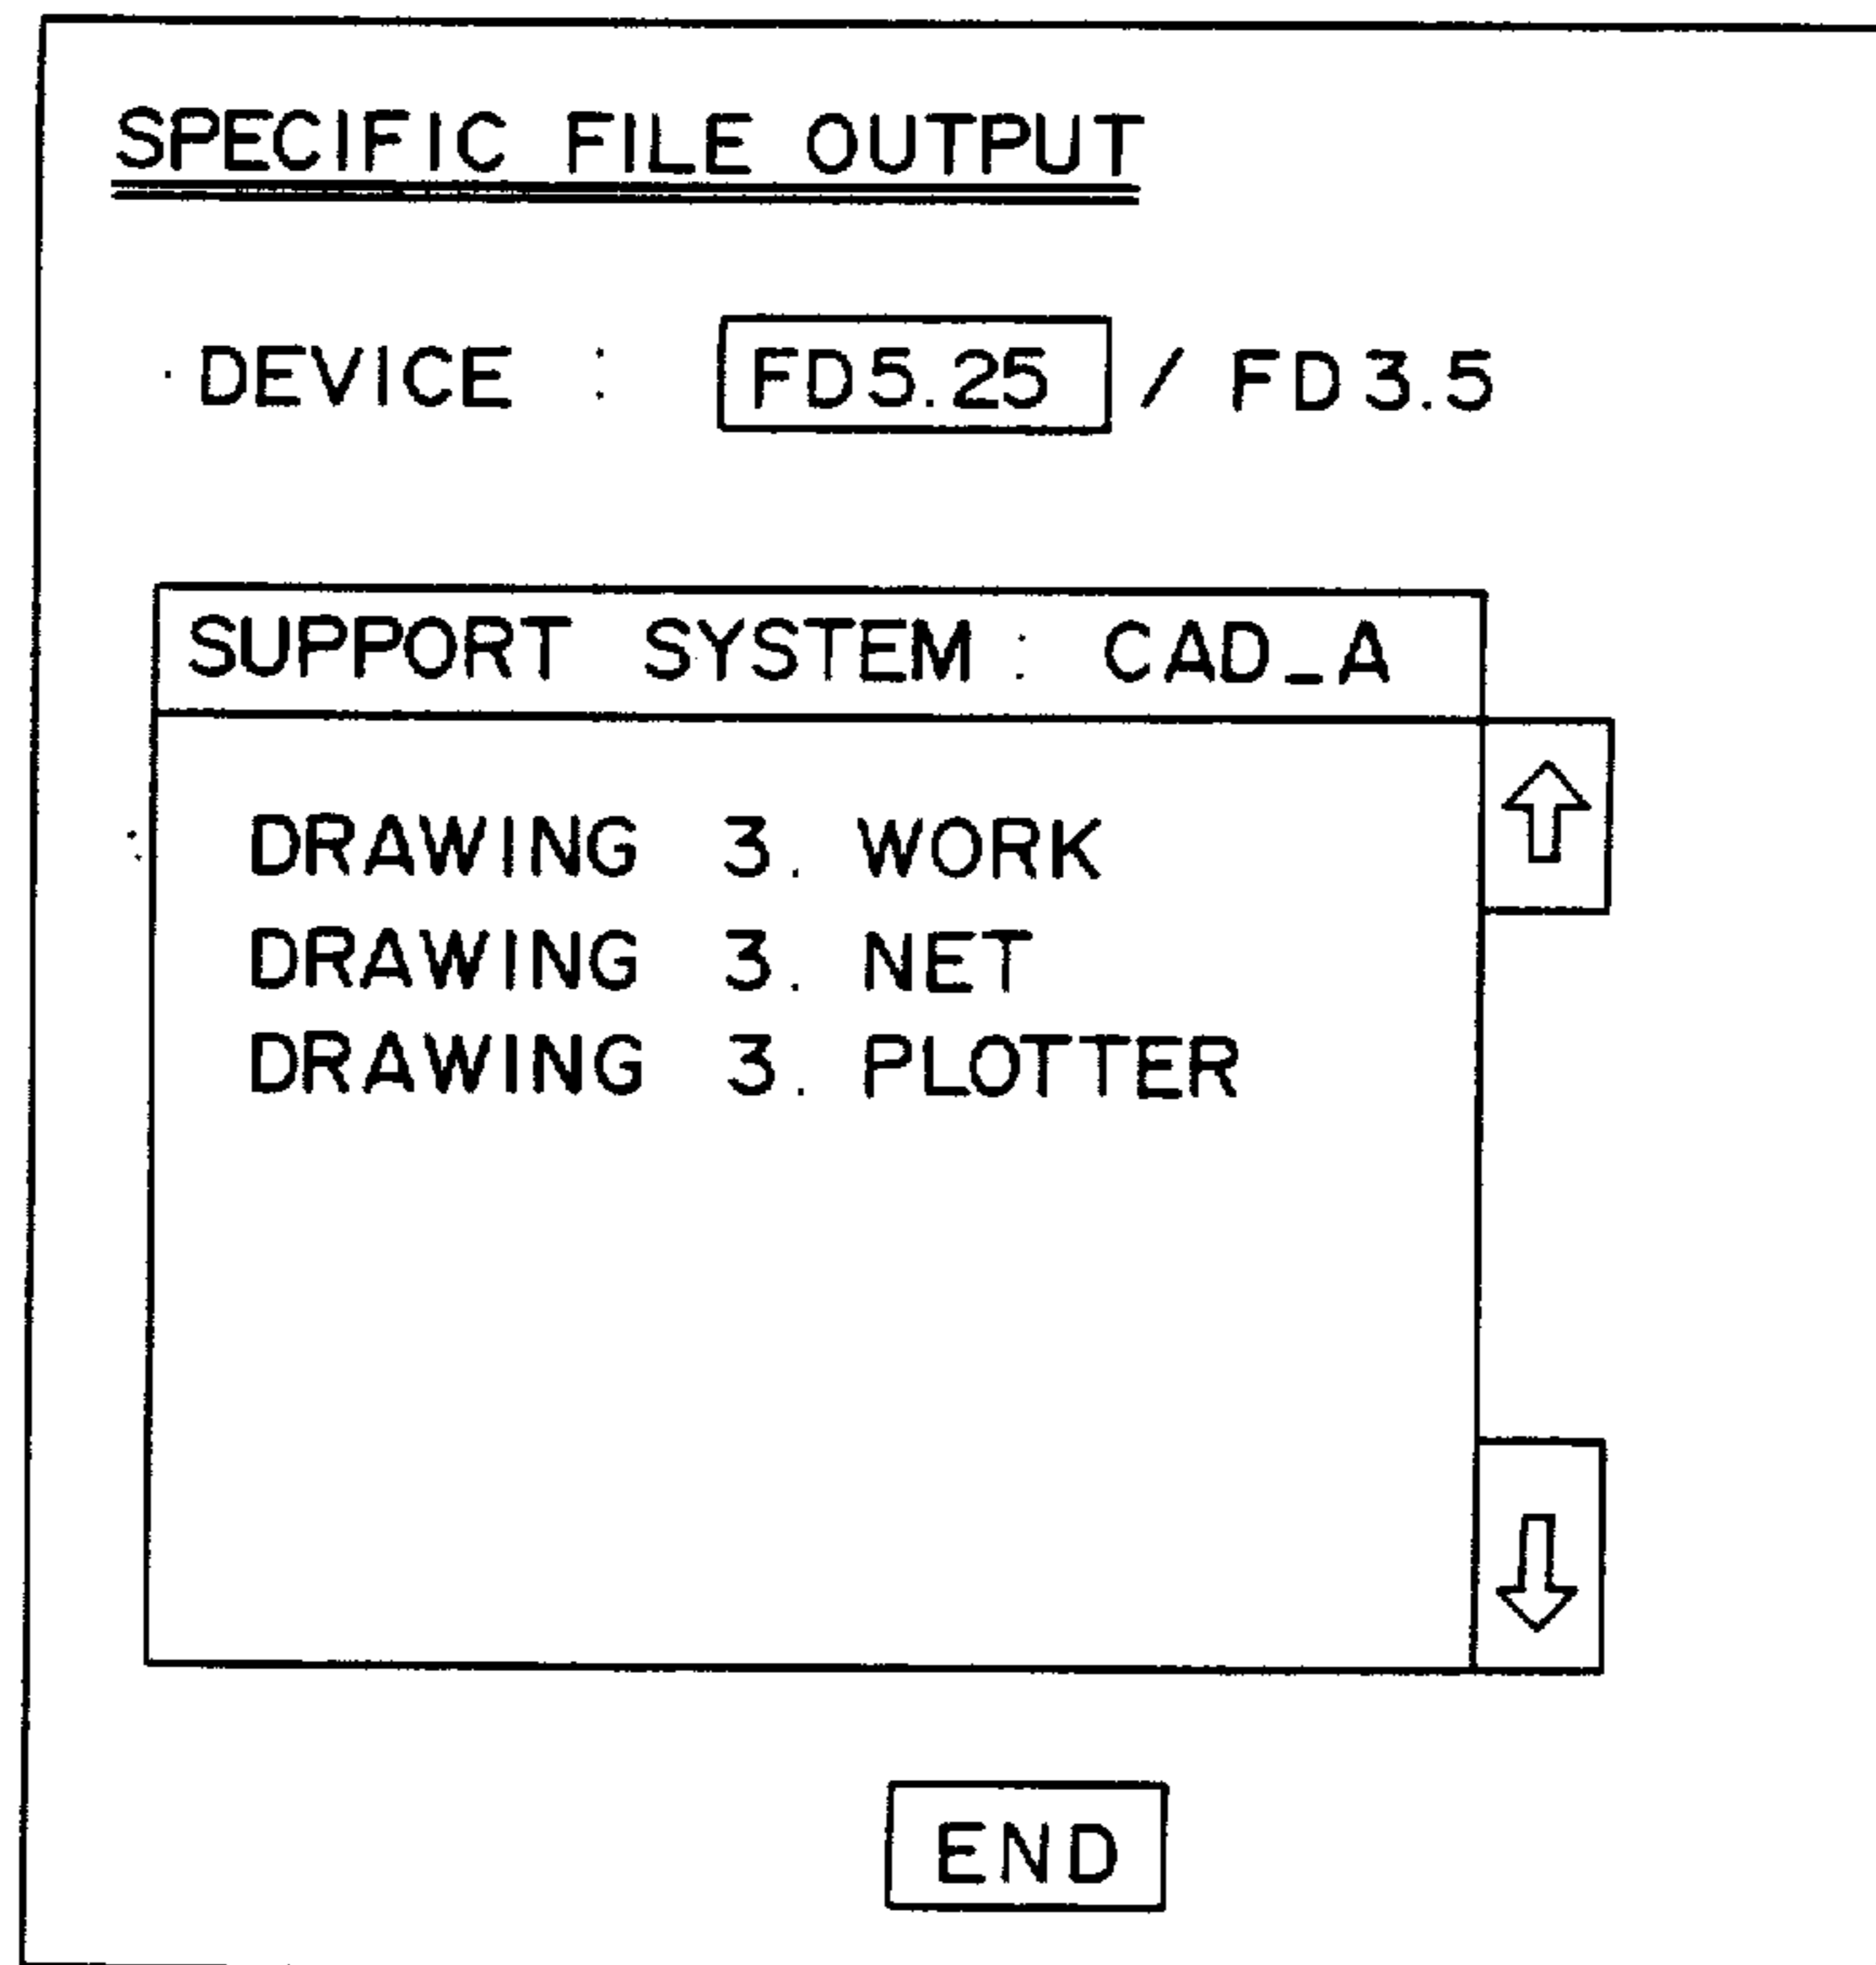 SPECIFIC FILE OUTPUT
DEVICE : FD5.25 / FD3.5
SUPPORT SYSTEM : CAD_A
DRAWING 3. WORK
DRAWING 3. NET
DRAWING 3. PLOTTER
END